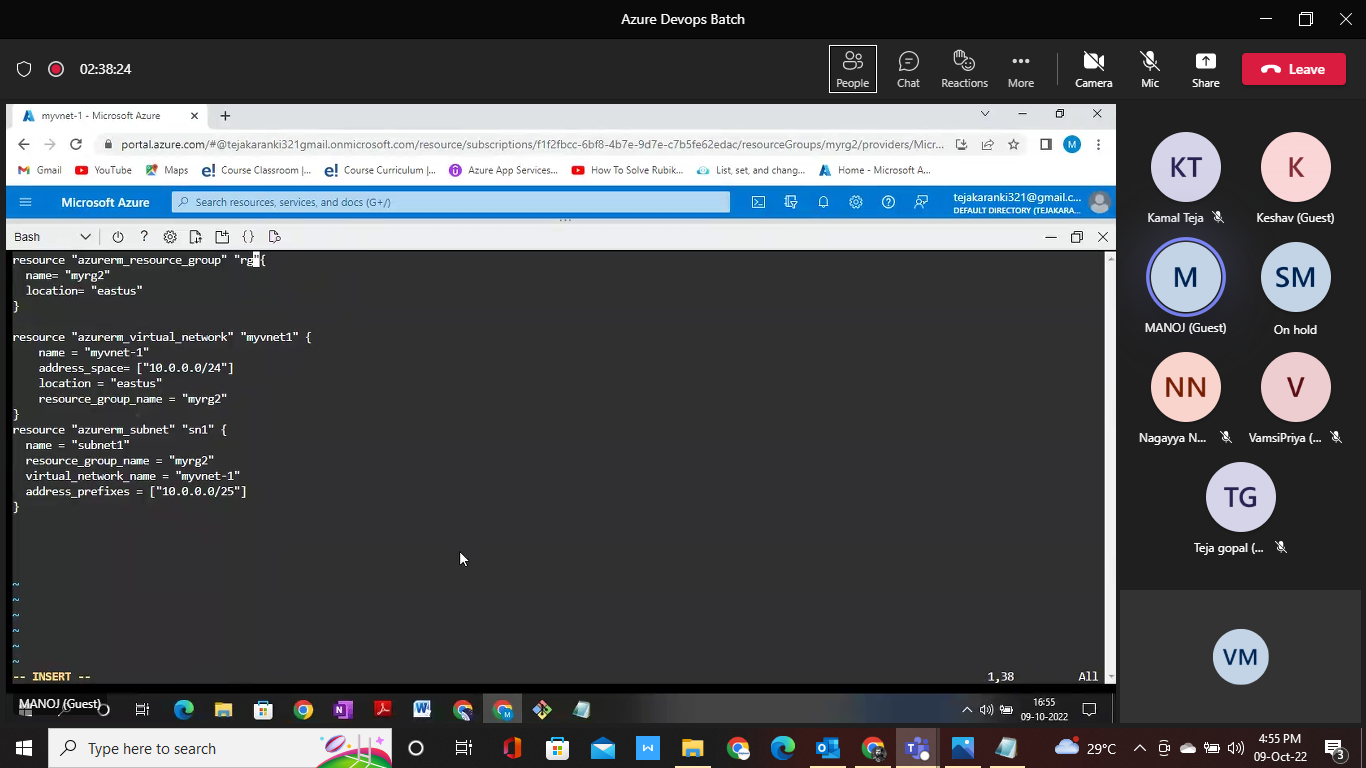 Azure Devops Batch
02:38:24
People
Chat
Reactions
More
Camera
Mic
Share
Leave
myvnet-1 - Microsoft Azure
portal.azure.com/#@tejakaranki321gmail.onmicrosoft.com/resource/subscriptions/f1f2fbcc-6bf8-4b7e-9d7e-c7b5fe62edac/resourceGroups/myrg2/providers/Micr...
M
Gmail
YouTube
Maps
e! Course Classroom |...
e! Course Curriculum |...
Azure App Services...
How To Solve Rubik...
List, set, and chang...
Home - Microsoft A...
Microsoft Azure
Search resources, services, and docs (G+/)
tejakaranki321@gmail.c...
DEFAULT DIRECTORY (TEJAKARA...
Bash
resource "azurerm_resource_group" "rg"{
name= "myrg2"
location= "eastus"
}
resource "azurerm_virtual_network" "myvnet1" {
name = "myvnet-1"
address_space= ["10.0.0.0/24"]
location = "eastus"
resource_group_name = "myrg2"
}
resource "azurerm_subnet" "sn1" {
name = "subnet1"
resource_group_name = "myrg2"
virtual_network_name = "myvnet-1"
address_prefixes = ["10.0.0.0/25"]
}
~
~
~
~
~
~
-- INSERT --
1,38
All
MANOJ (Guest)
16:55
09-10-2022
KT
Kamal Teja
K
Keshav (Guest)
M
MANOJ (Guest)
SM
On hold
NN
Nagayya N...
V
VamsiPriya (...
TG
Teja gopal (...
VM
Type here to search
29°C
4:55 PM
09-Oct-22
3